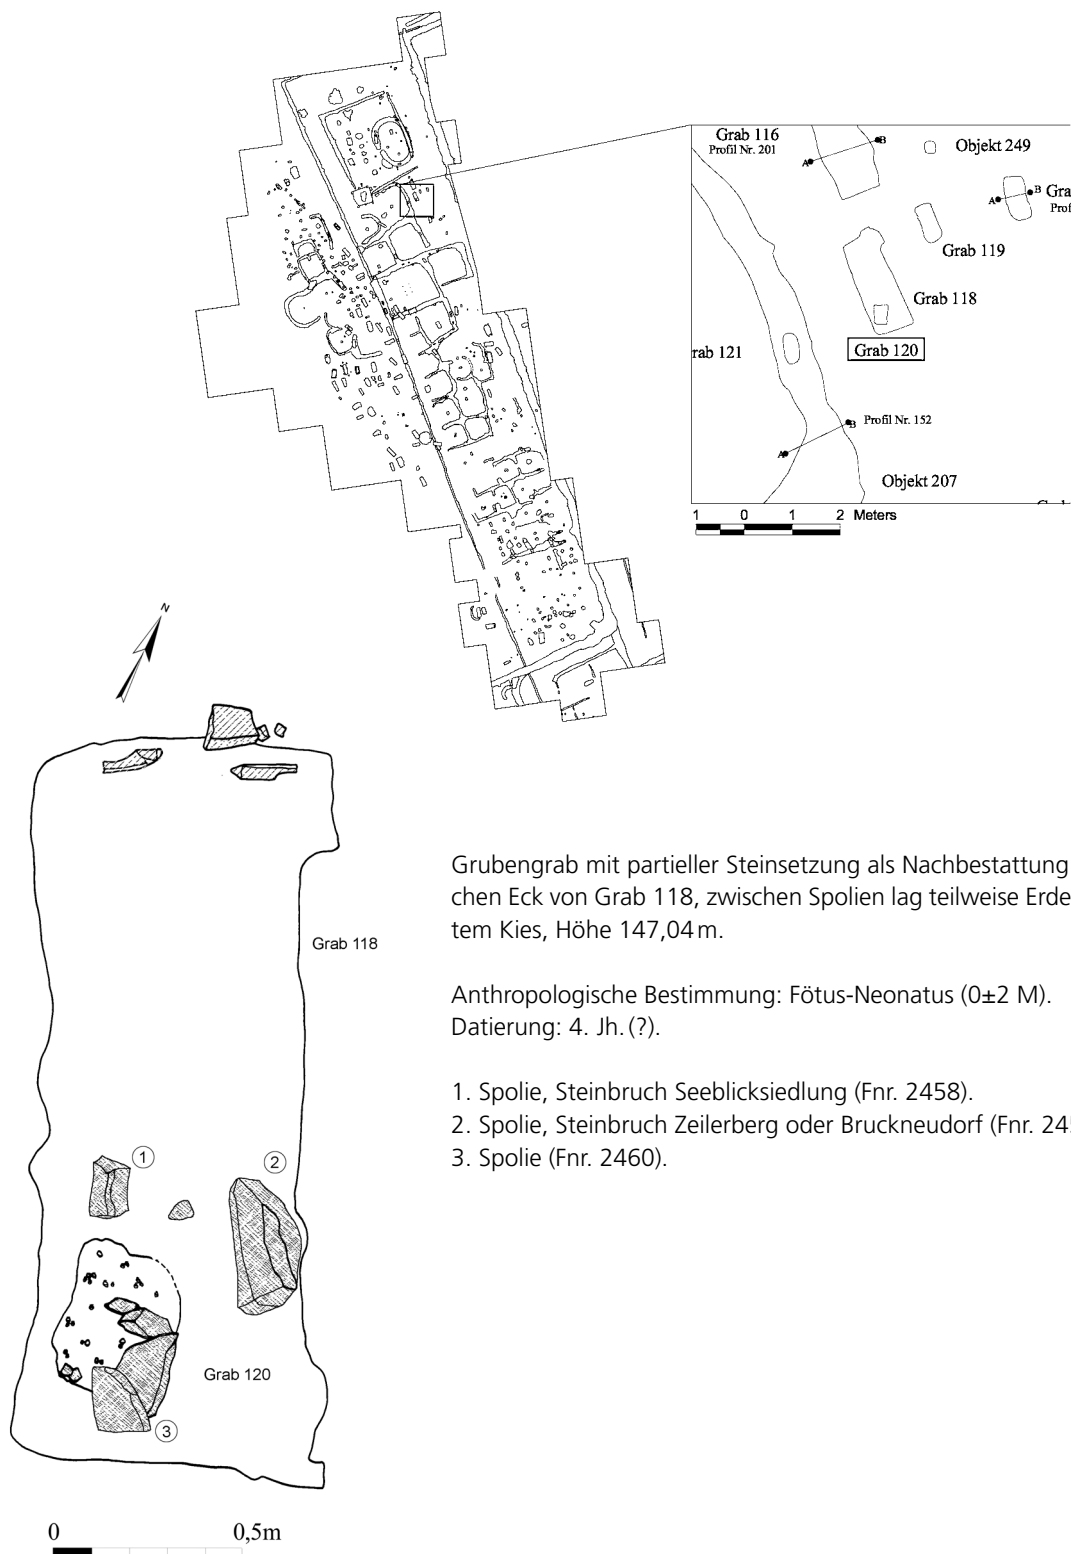 Grab 116
Profil Nr. 201
A
B
Objekt 249
A
B
Grab 119
Grab 118
Grab 120
A
B
Profil Nr. 152
Objekt 207
1 0 1 2 Meters
N
Grab 118
1
2
Grab 120
3
0 0,5m
Grubengrab mit partieller Steinsetzung als Nachbestattung
chen Eck von Grab 118, zwischen Spolien lag teilweise Erde
tem Kies, Höhe 147,04 m.
Anthropologische Bestimmung: Fötus-Neonatus (0±2 M).
Datierung: 4. Jh. (?).
1. Spolie, Steinbruch Seeblicksiedlung (Fnr. 2458).
2. Spolie, Steinbruch Zeilerberg oder Bruckneudorf (Fnr.
3. Spolie (Fnr. 2460).